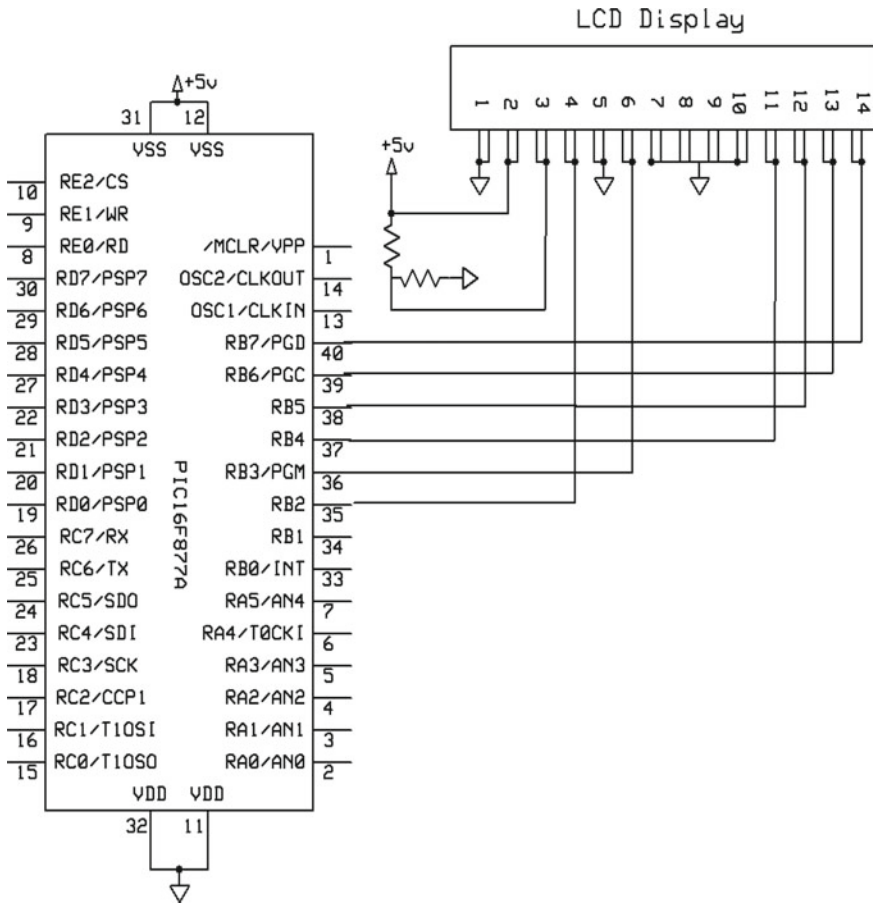 LCD Display
1 2 3 4 5 6 7 8 9 10 11 12 13 14
+5v
31 12
VSS VSS
+5v
10 RE2/CS
9 RE1/WR
8 RE0/RD /MCLR/VPP 1
30 RD7/PSP7 OSC2/CLKOUT 14
29 RD6/PSP6 OSC1/CLKIN 13
28 RD5/PSP5 RB7/PGD 40
27 RD4/PSP4 RB6/PGC 39
22 RD3/PSP3 RB5 38
21 RD2/PSP2 RB4 37
20 RD1/PSP1 RB3/PGM 36
19 RD0/PSP0 RB2 35
26 RC7/RX RB1 34
25 RC6/TX RB0/INT 33
24 RC5/SDO RA5/AN4 7
23 RC4/SDI RA4/T0CKI 6
18 RC3/SCK RA3/AN3 5
17 RC2/CCP1 RA2/AN2 4
16 RC1/T1OSI RA1/AN1 3
15 RC0/T1OSO RA0/AN0 2
PIC16F877A
VDD VDD
32 11